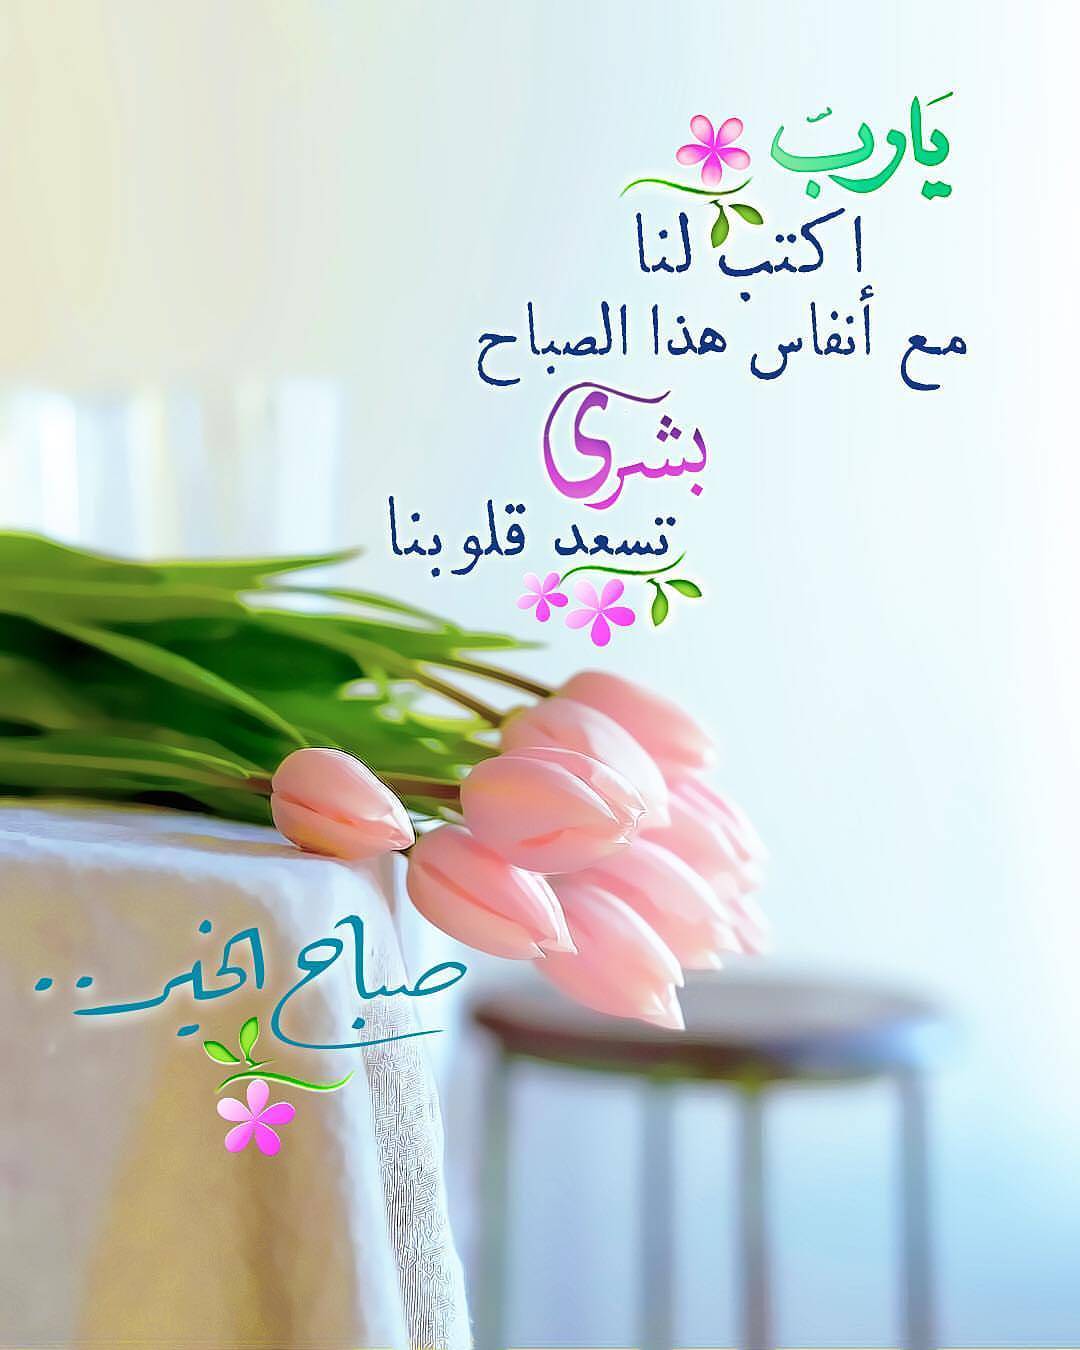 يَاربّ
اكتب لنا
مع أنفاس هذا الصباح
بشرى
تسعد قلوبنا
صباح الخير..